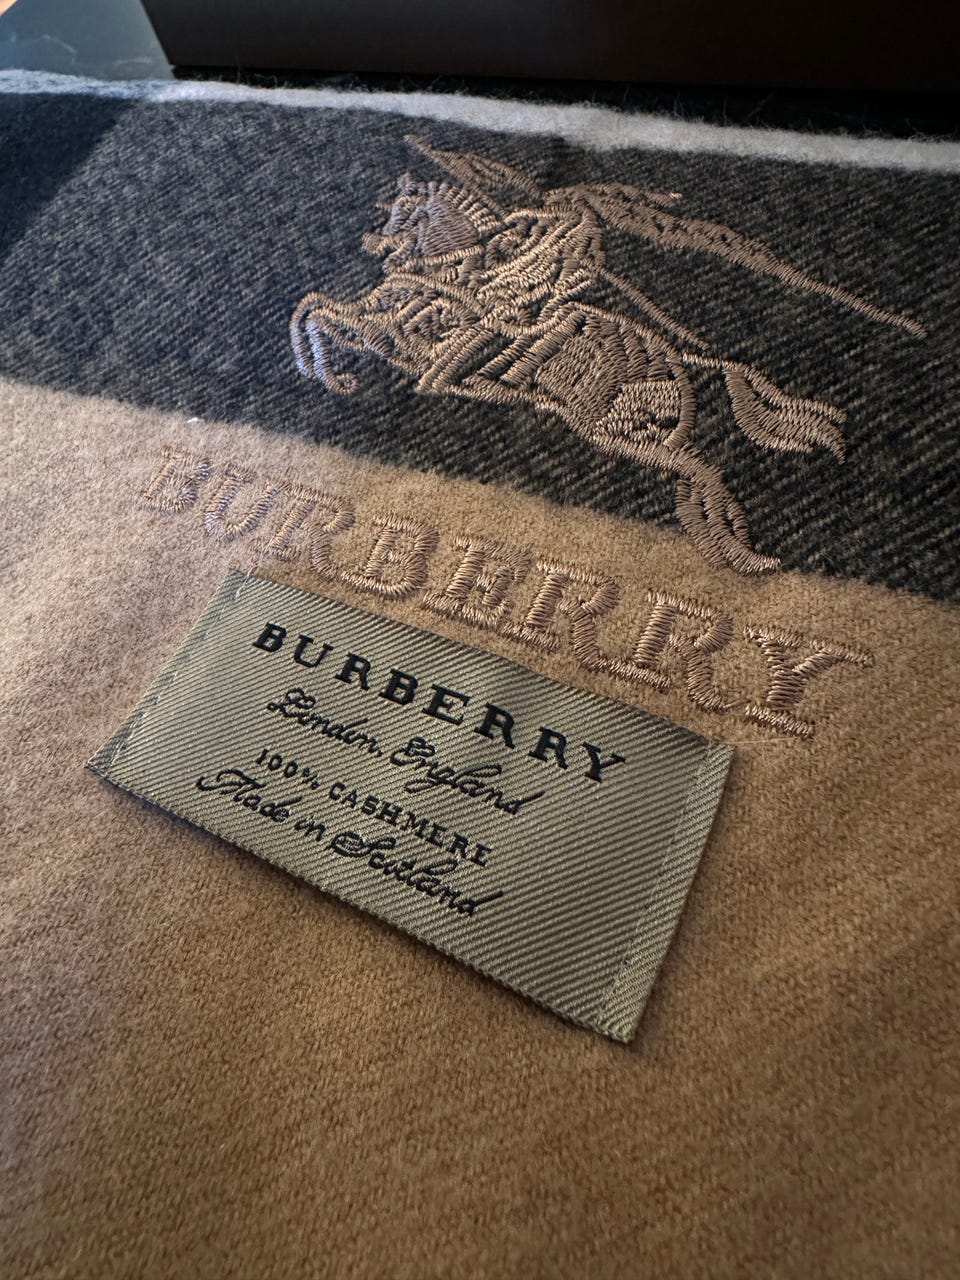 BURBERRY
BURBERRY
London, England
100% CASHMERE
Made in Scotland